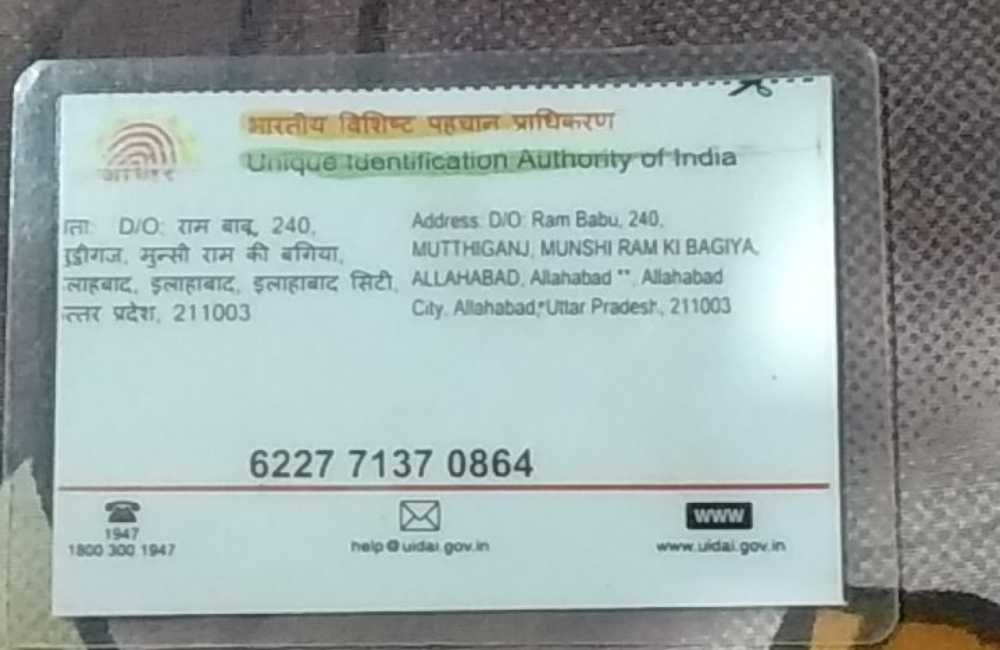 भारतीय विशिष्ट पहचान प्राधिकरण
Unique Identification Authority of India
आधार
D/O: राम बाबू, 240,
मुन्सी राम की बगिया,
इलाहाबाद, इलाहाबाद सिटी,
प्रदेश, 211003
Address: D/O: Ram Babu, 240,
MUTTHIGANJ, MUNSHI RAM KI BAGIYA,
ALLAHABAD, Allahabad **, Allahabad
City, Allahabad, Uttar Pradesh, 211003
6227 7137 0864
1947
1800 300 1947
help@uidai.gov.in
WWW
www.uidai.gov.in